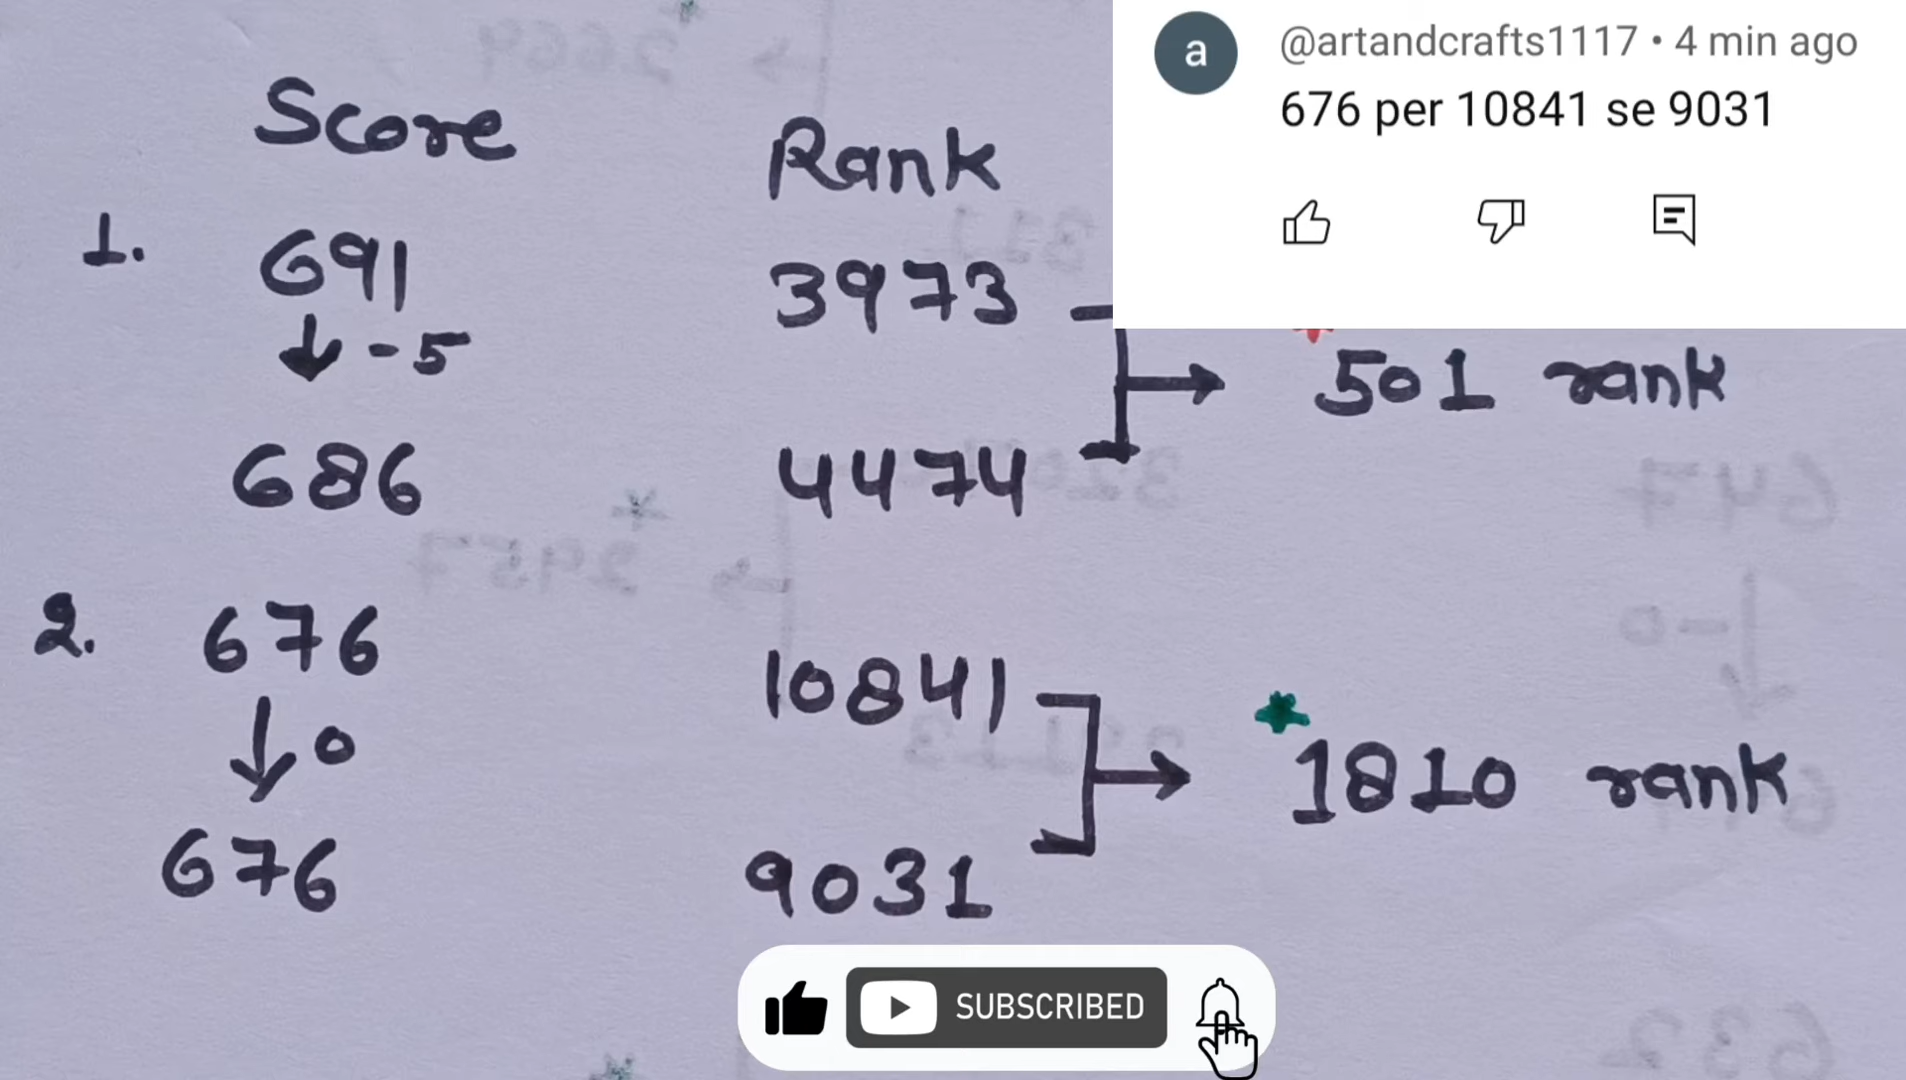 Score
Rank
1. 691 3973
↓ -5
501 rank
686 4474
2. 676 10841
↓ 0
1810 rank
676 9031
a
@artandcrafts1117 • 4 min ago
676 per 10841 se 9031
SUBSCRIBED